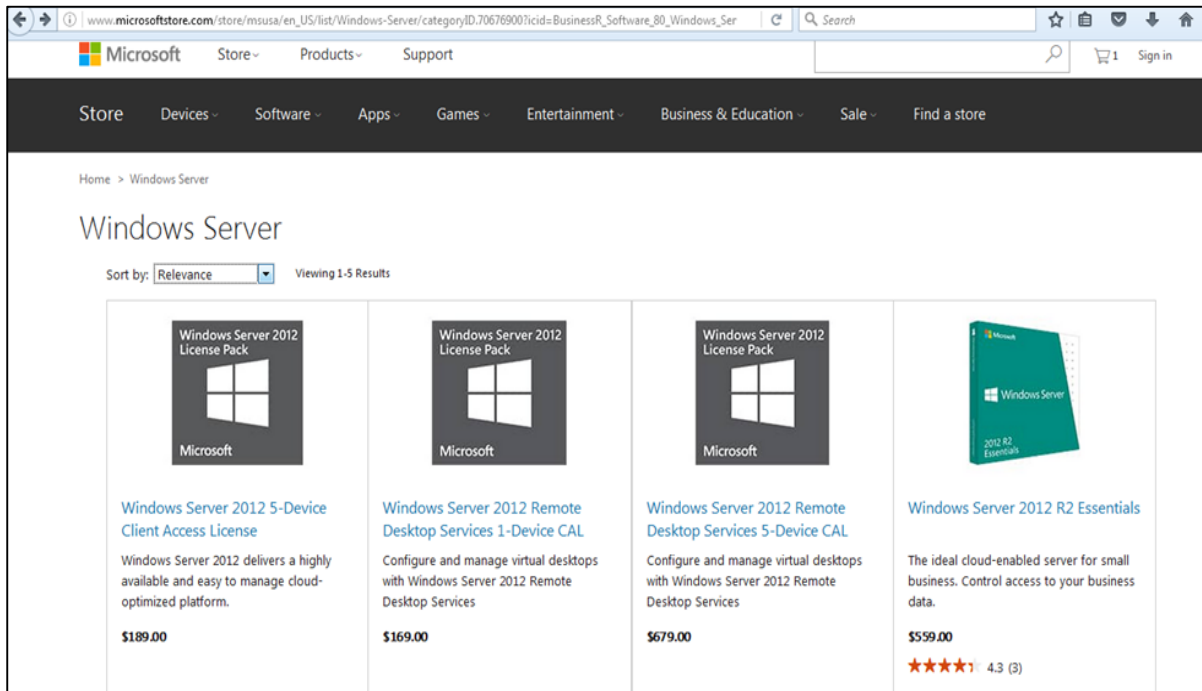 www.microsoftstore.com/store/msusa/en_US/list/Windows-Server/categoryID.70676900?icid=BusinessR_Software_80_Windows_Ser
Search
Microsoft Store Products Support 1 Sign in
Store Devices Software Apps Games Entertainment Business & Education Sale Find a store
Home > Windows Server
Windows Server
Sort by: Relevance Viewing 1-5 Results
Windows Server 2012
License Pack
Microsoft
Windows Server 2012 5-Device
Client Access License
Windows Server 2012 delivers a highly
available and easy to manage cloud-
optimized platform.
$189.00
Windows Server 2012
License Pack
Microsoft
Windows Server 2012 Remote
Desktop Services 1-Device CAL
Configure and manage virtual desktops
with Windows Server 2012 Remote
Desktop Services
$169.00
Windows Server 2012
License Pack
Microsoft
Windows Server 2012 Remote
Desktop Services 5-Device CAL
Configure and manage virtual desktops
with Windows Server 2012 Remote
Desktop Services
$679.00
Microsoft
Windows Server
2012 R2
Essentials
Windows Server 2012 R2 Essentials
The ideal cloud-enabled server for small
business. Control access to your business
data.
$559.00
4.3 (3)